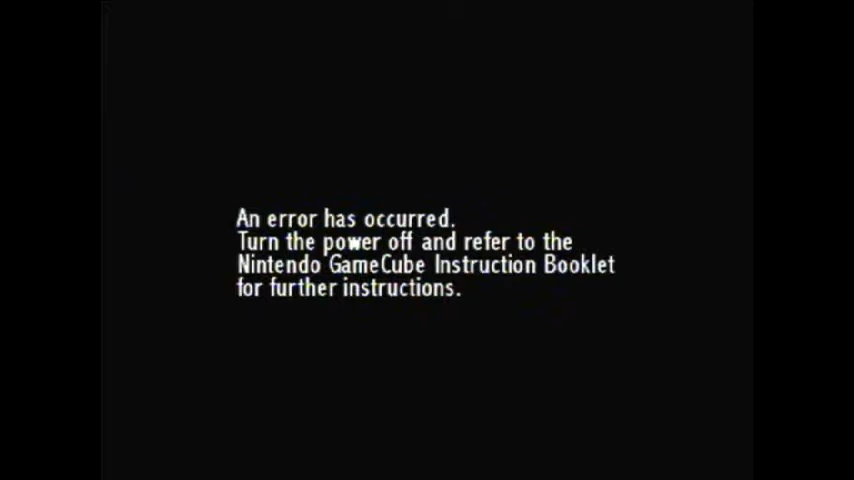 An error has occurred.
Turn the power off and refer to the
Nintendo GameCube Instruction Booklet
for further instructions.